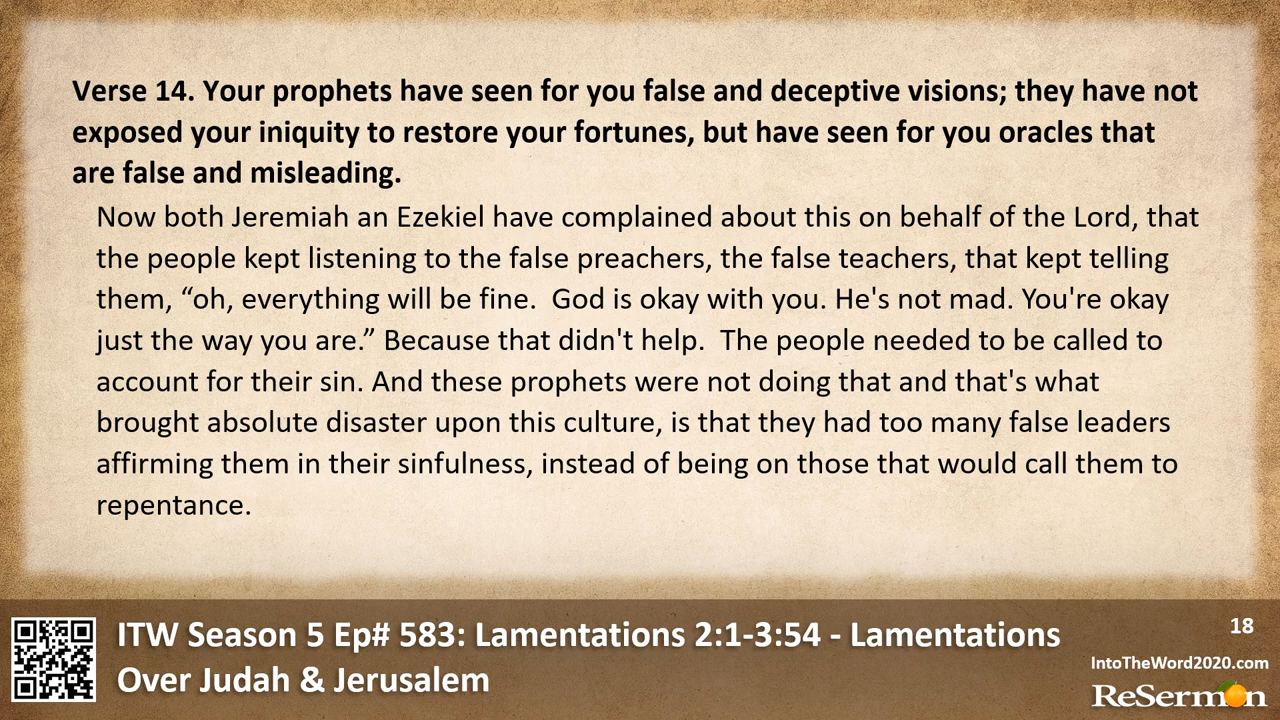 Verse 14. Your prophets have seen for you false and deceptive visions; they have not
exposed your iniquity to restore your fortunes, but have seen for you oracles that
are false and misleading.
Now both Jeremiah an Ezekiel have complained about this on behalf of the Lord, that
the people kept listening to the false preachers, the false teachers, that kept telling
them, “oh, everything will be fine.  God is okay with you. He's not mad. You're okay
just the way you are.” Because that didn't help.  The people needed to be called to
account for their sin. And these prophets were not doing that and that's what
brought absolute disaster upon this culture, is that they had too many false leaders
affirming them in their sinfulness, instead of being on those that would call them to
repentance.
ITW Season 5 Ep# 583: Lamentations 2:1-3:54 - Lamentations
Over Judah & Jerusalem
18
IntoTheWord2020.com
ReSermon